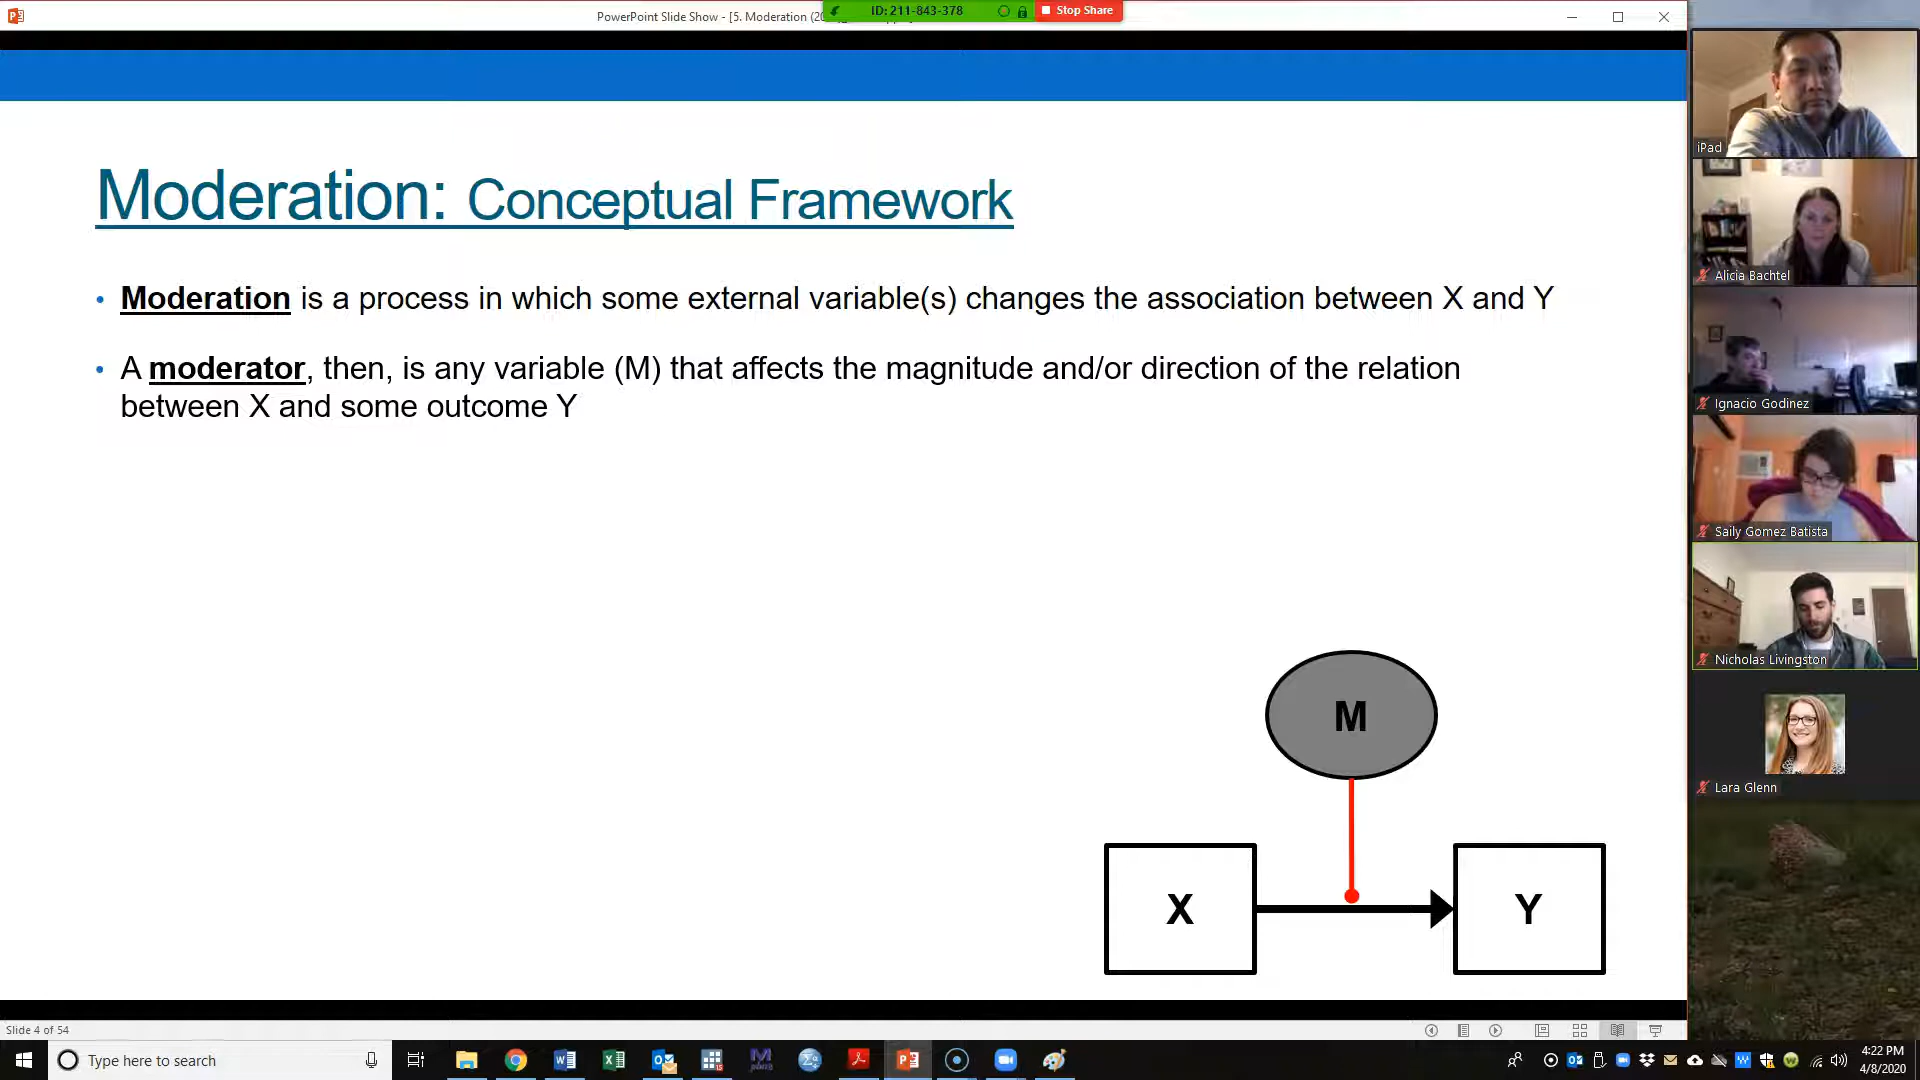 PowerPoint Slide Show - [5. Moderation (20
ID: 211-843-378
Stop Share
Moderation: Conceptual Framework
• Moderation is a process in which some external variable(s) changes the association between X and Y
• A moderator, then, is any variable (M) that affects the magnitude and/or direction of the relation
between X and some outcome Y
M
X
Y
iPad
Alicia Bachtel
Ignacio Godinez
Saily Gomez Batista
Nicholas Livingston
Lara Glenn
Slide 4 of 54
Type here to search
4:22 PM
4/8/2020